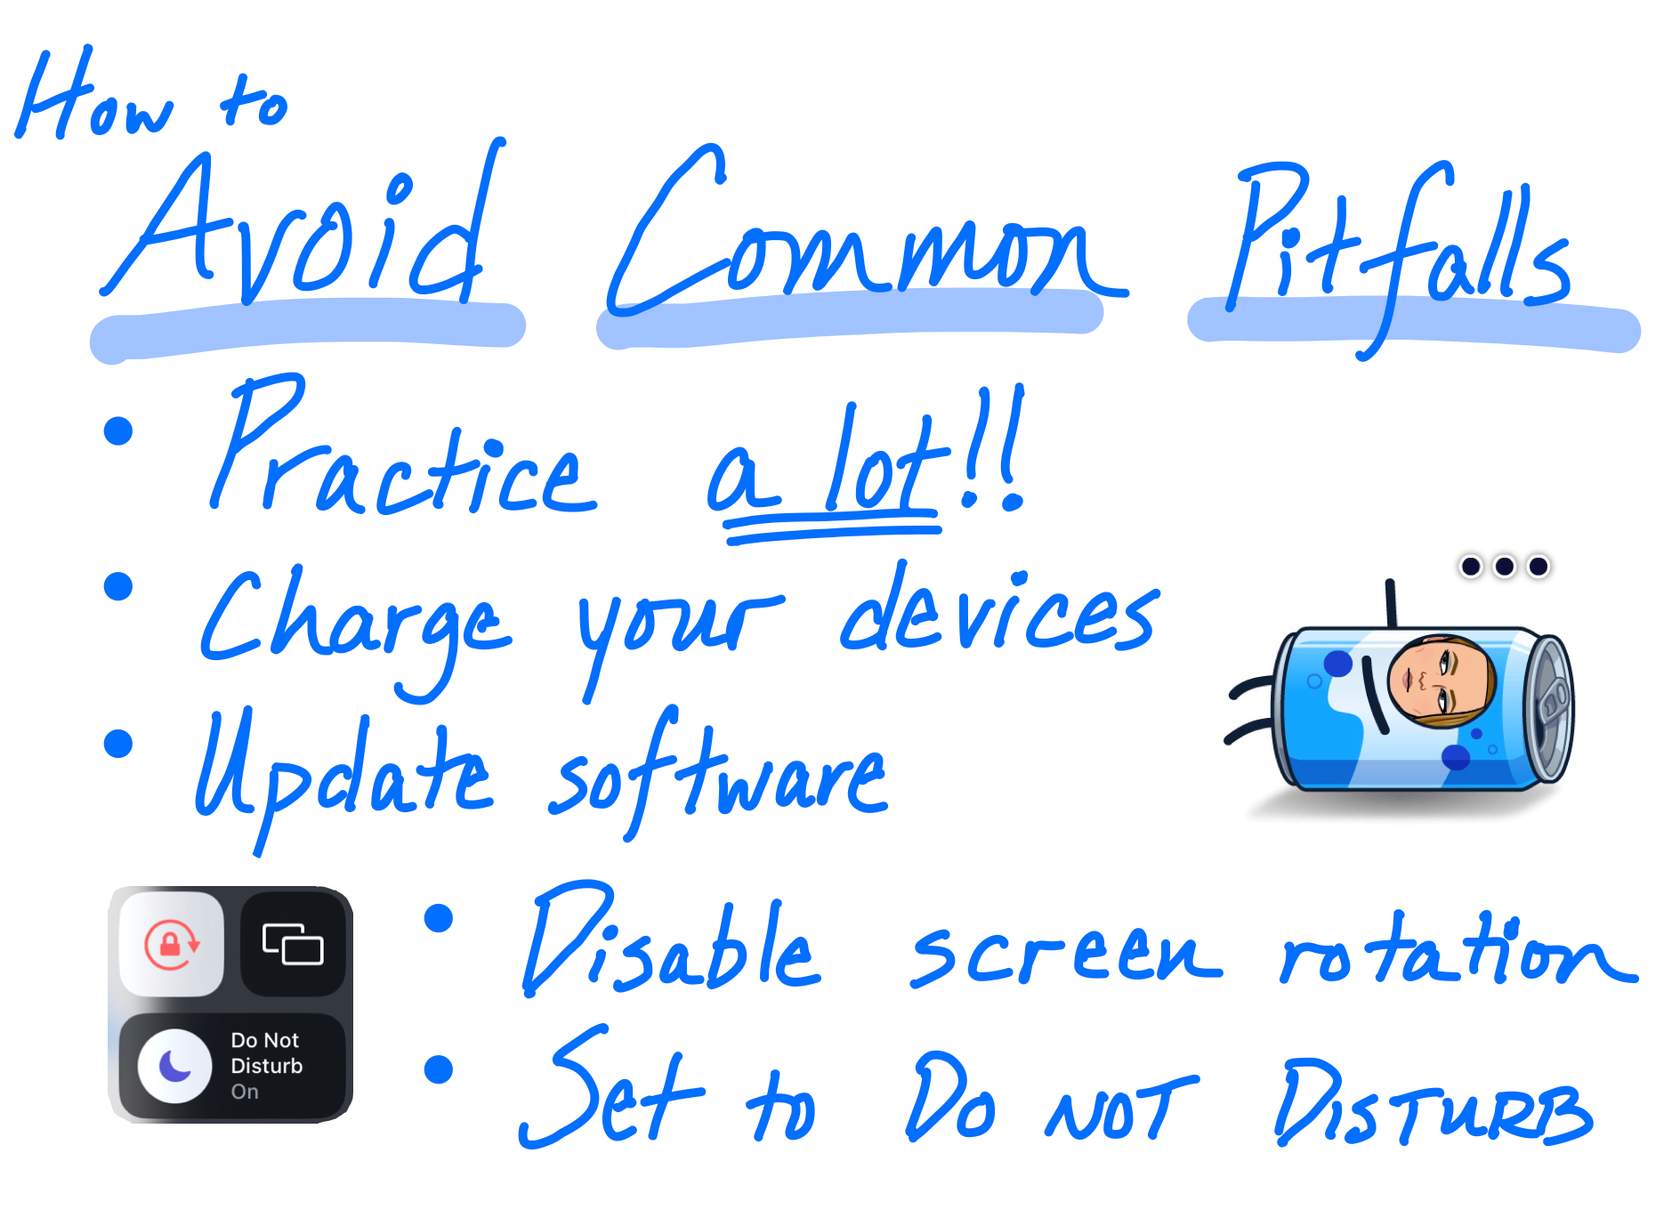 How to
Avoid Common Pitfalls
• Practice a lot!!
• Charge your devices
• Update software
• Disable screen rotation
Do Not
Disturb
On
• Set to DO NOT DISTURB